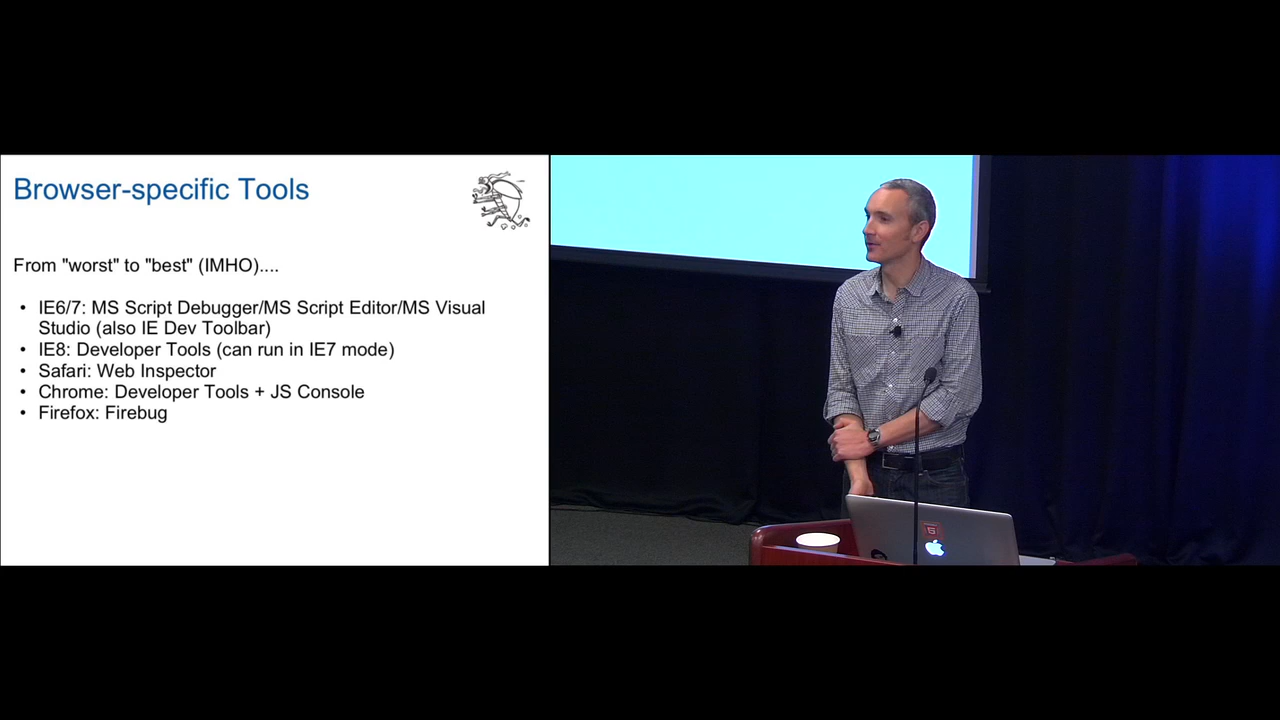 Browser-specific Tools
From "worst" to "best" (IMHO)....
• IE6/7: MS Script Debugger/MS Script Editor/MS Visual
Studio (also IE Dev Toolbar)
• IE8: Developer Tools (can run in IE7 mode)
• Safari: Web Inspector
• Chrome: Developer Tools + JS Console
• Firefox: Firebug
5